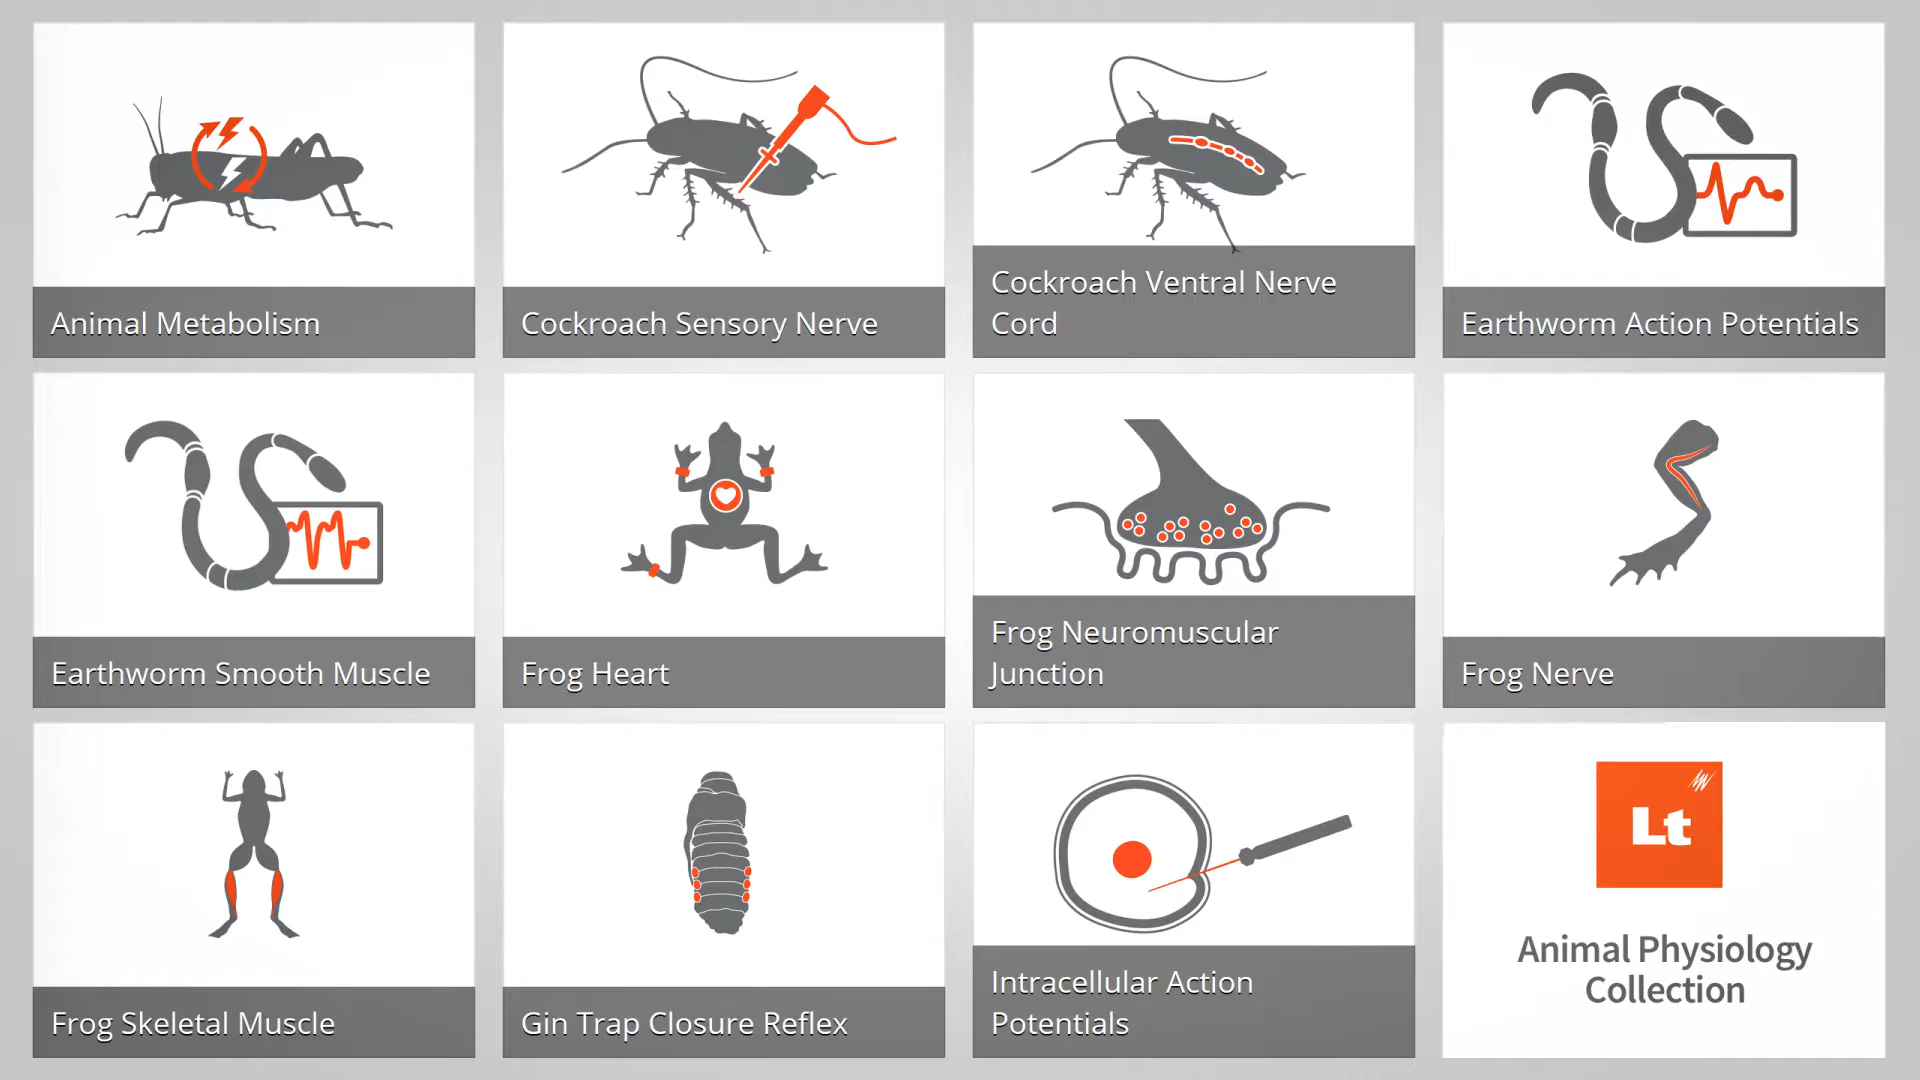 Animal Metabolism
Cockroach Sensory Nerve
Cockroach Ventral Nerve
Cord
Earthworm Action Potentials
Earthworm Smooth Muscle
Frog Heart
Frog Neuromuscular
Junction
Frog Nerve
Frog Skeletal Muscle
Gin Trap Closure Reflex
Intracellular Action
Potentials
Lt
Animal Physiology
Collection